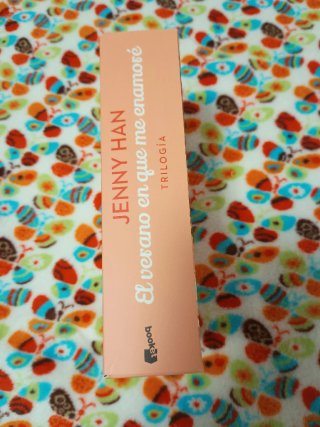 JENNY HAN
El verano en que me enamoré
TRILOGÍA
booket